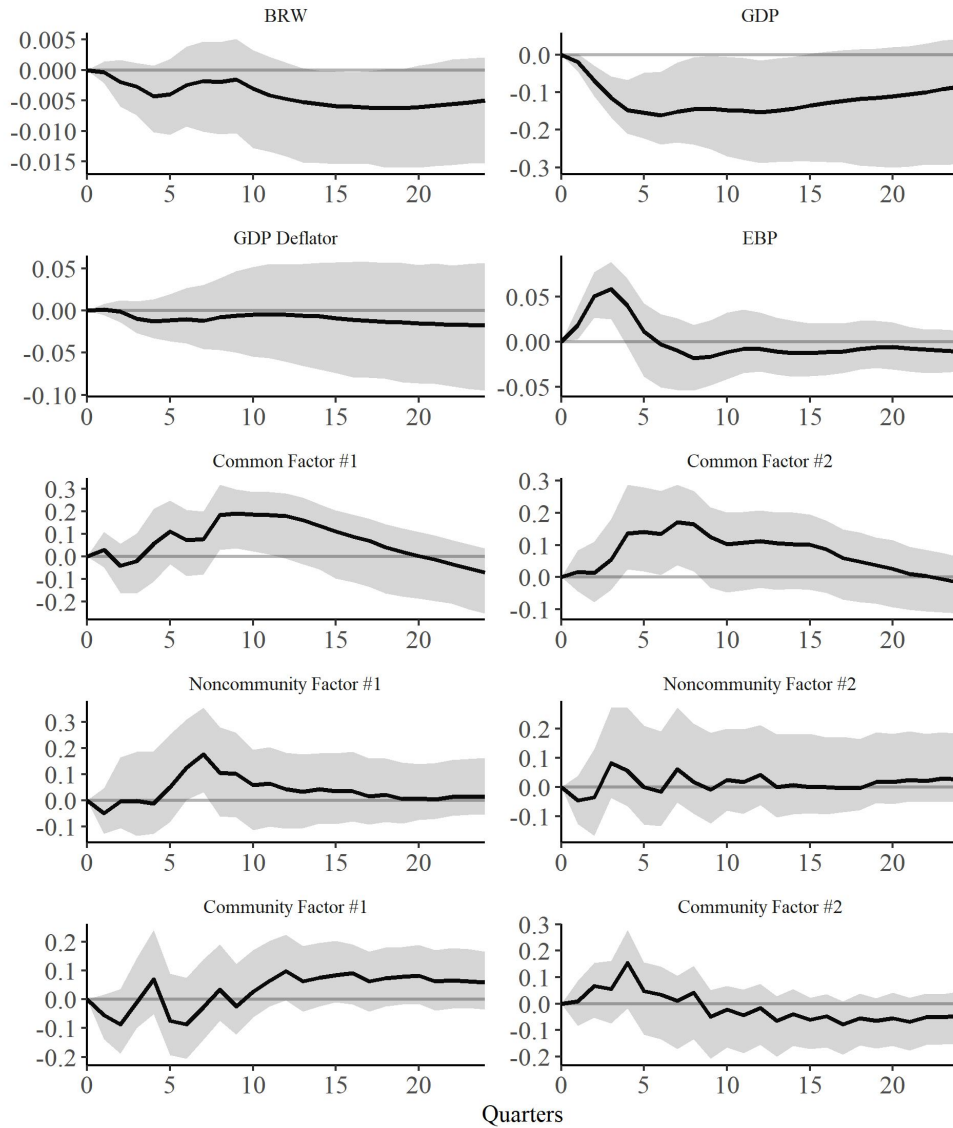 BRW
GDP
0.005
0.000
-0.005
-0.010
-0.015
0 5 10 15 20
0.0
-0.1
-0.2
-0.3
0 5 10 15 20
GDP Deflator
EBP
0.05
0.00
-0.05
-0.10
0 5 10 15 20
0.05
0.00
-0.05
0 5 10 15 20
Common Factor #1
Common Factor #2
0.3
0.2
0.1
0.0
-0.1
-0.2
0 5 10 15 20
0.3
0.2
0.1
0.0
-0.1
0 5 10 15 20
Noncommunity Factor #1
Noncommunity Factor #2
0.3
0.2
0.1
0.0
-0.1
0 5 10 15 20
0.2
0.1
0.0
-0.1
0 5 10 15 20
Community Factor #1
Community Factor #2
0.2
0.1
0.0
-0.1
-0.2
0 5 10 15 20
0.3
0.2
0.1
0.0
-0.1
-0.2
0 5 10 15 20
Quarters